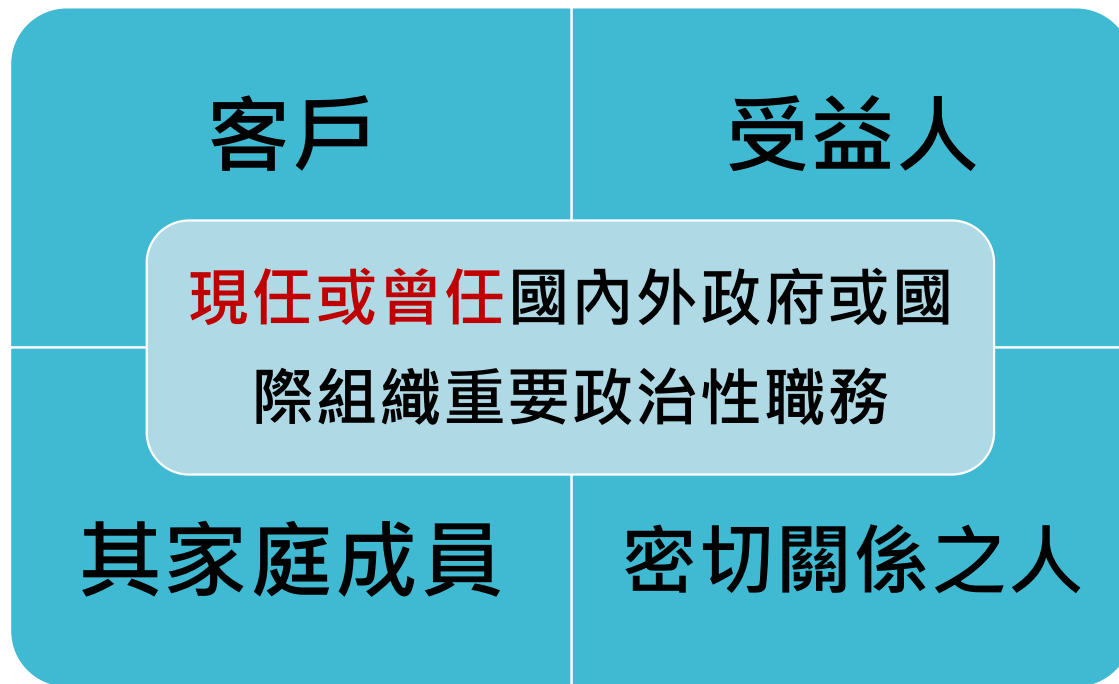 客戶
受益人
現任或曾任國內外政府或國
際組織重要政治性職務
其家庭成員
密切關係之人